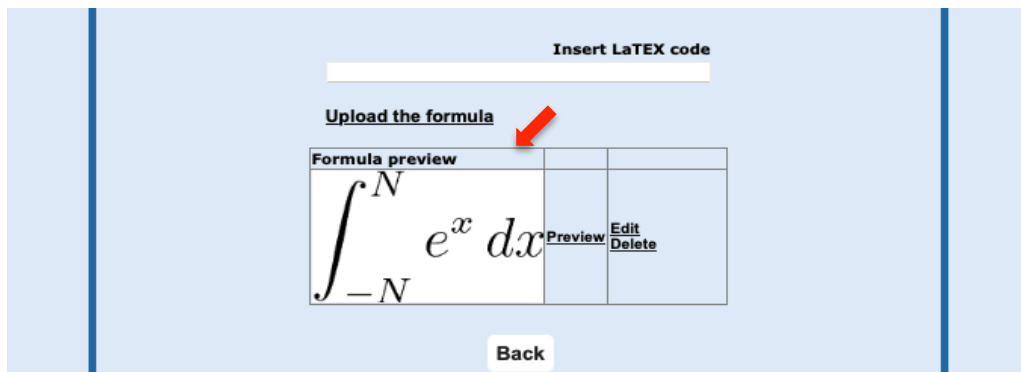 Insert LaTEX code
Upload the formula
Formula preview
∫_{-N}^{N} e^x dx Preview Edit
Delete
Back